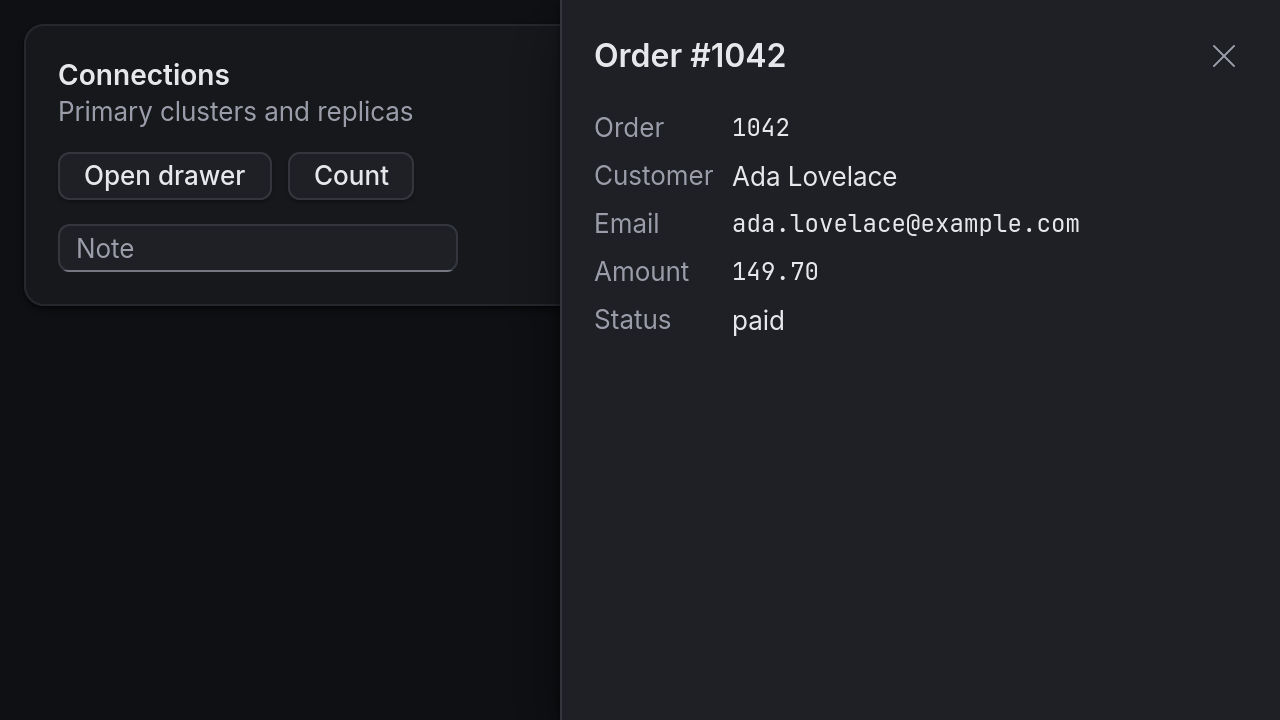 Connections
Primary clusters and replicas
Open drawer
Count
Note
Order #1042
Order 1042
Customer Ada Lovelace
Email ada.lovelace@example.com
Amount 149.70
Status paid